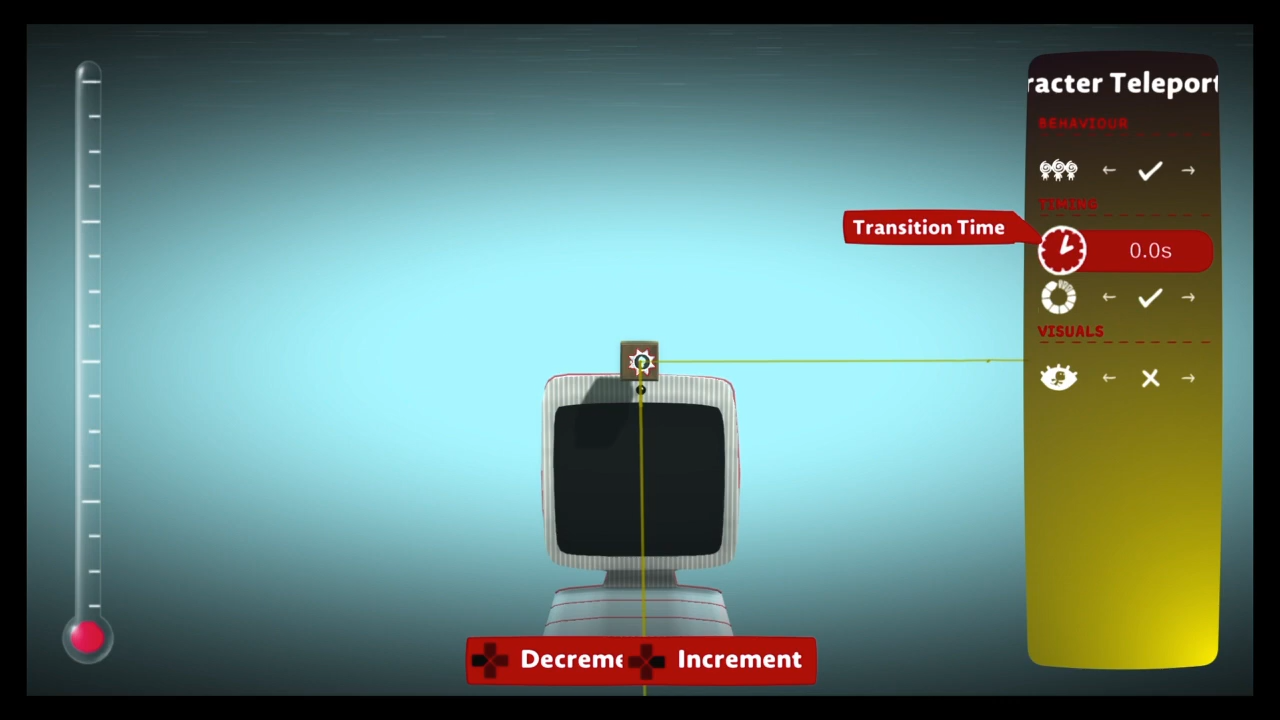 racter Teleport
BEHAVIOUR
TIMING
Transition Time
0.0s
VISUALS
Decreme
Increment